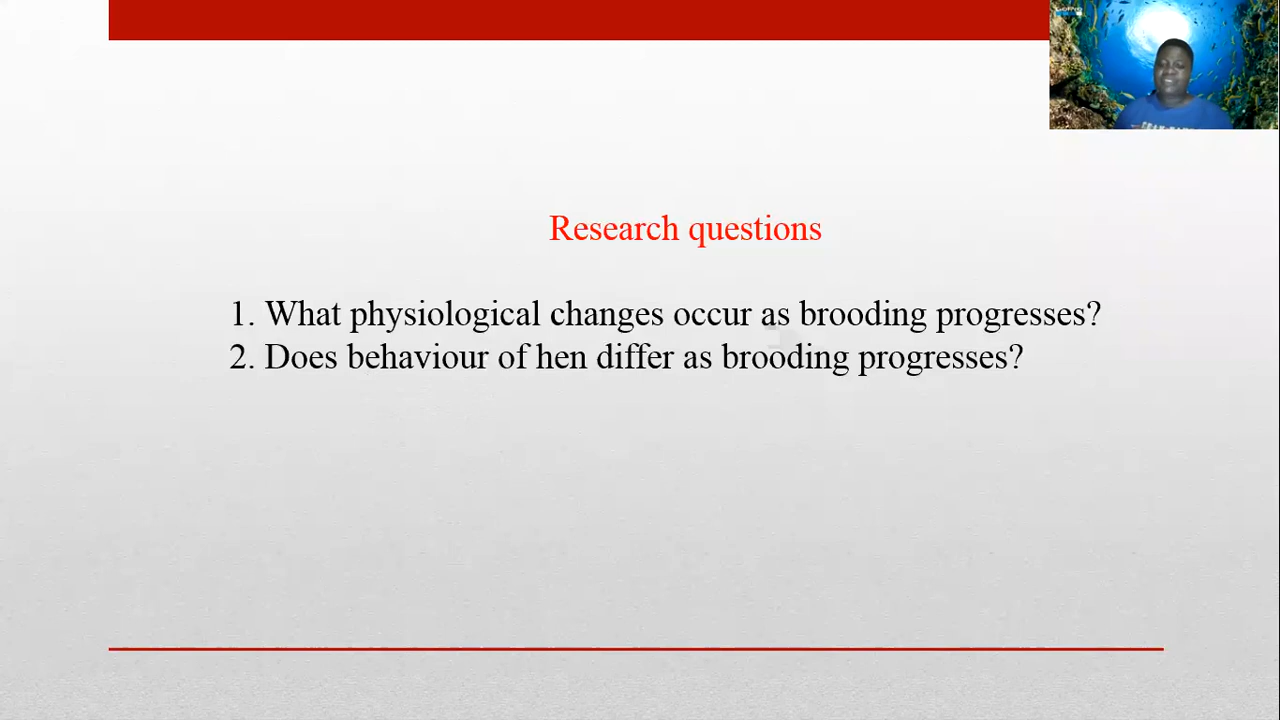 Research questions
1. What physiological changes occur as brooding progresses?
2. Does behaviour of hen differ as brooding progresses?